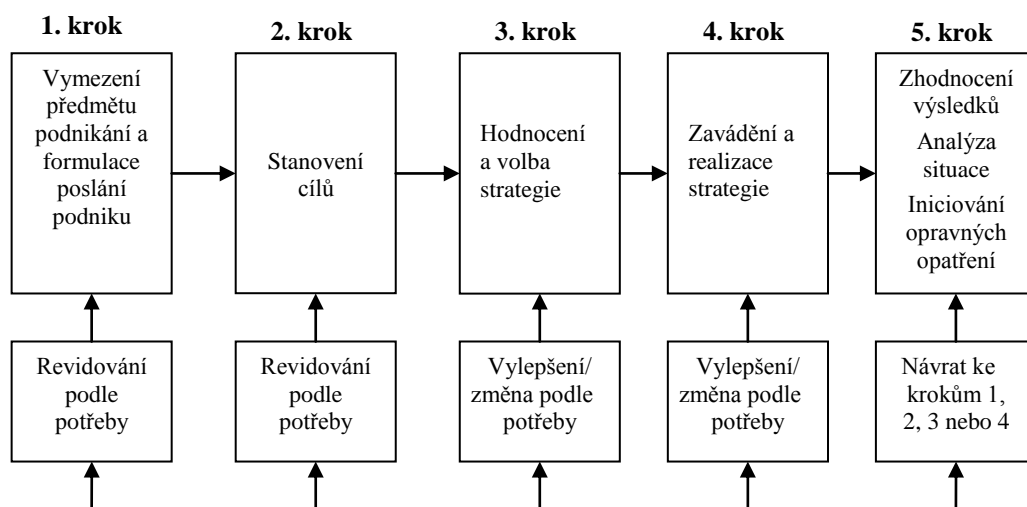 1. krok
2. krok
3. krok
4. krok
5. krok
Vymezení
předmětu
podnikání a
formulace
poslání
podniku
Stanovení
cílů
Hodnocení
a volba
strategie
Zavádění a
realizace
strategie
Zhodnocení
výsledků
Analýza
situace
Iniciování
opravných
opatření
Revidování
podle
potřeby
Revidování
podle
potřeby
Vylepšení/
změna podle
potřeby
Vylepšení/
změna podle
potřeby
Návrat ke
krokům 1,
2, 3 nebo 4